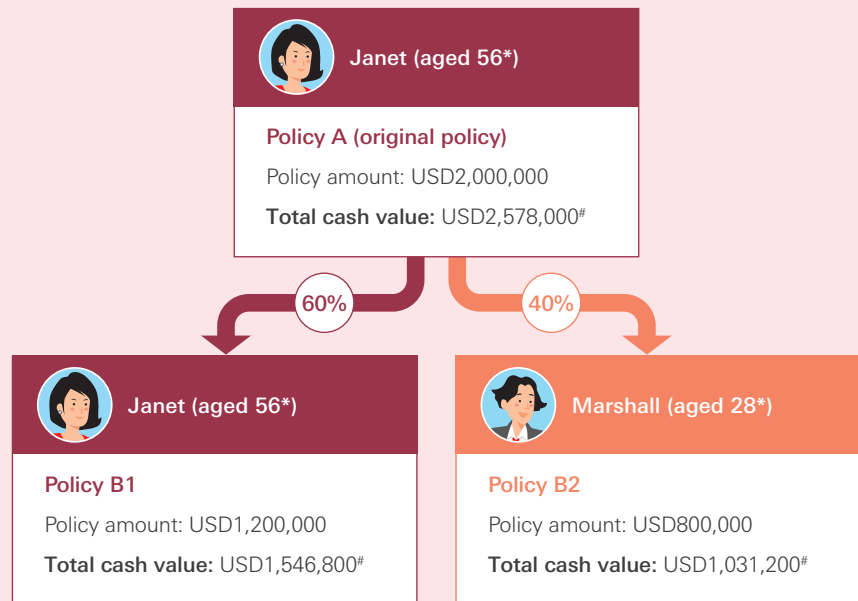 Janet (aged 56*)
Policy A (original policy)
Policy amount: USD2,000,000
Total cash value: USD2,578,000#
60%
40%
Janet (aged 56*)
Policy B1
Policy amount: USD1,200,000
Total cash value: USD1,546,800#
Marshall (aged 28*)
Policy B2
Policy amount: USD800,000
Total cash value: USD1,031,200#